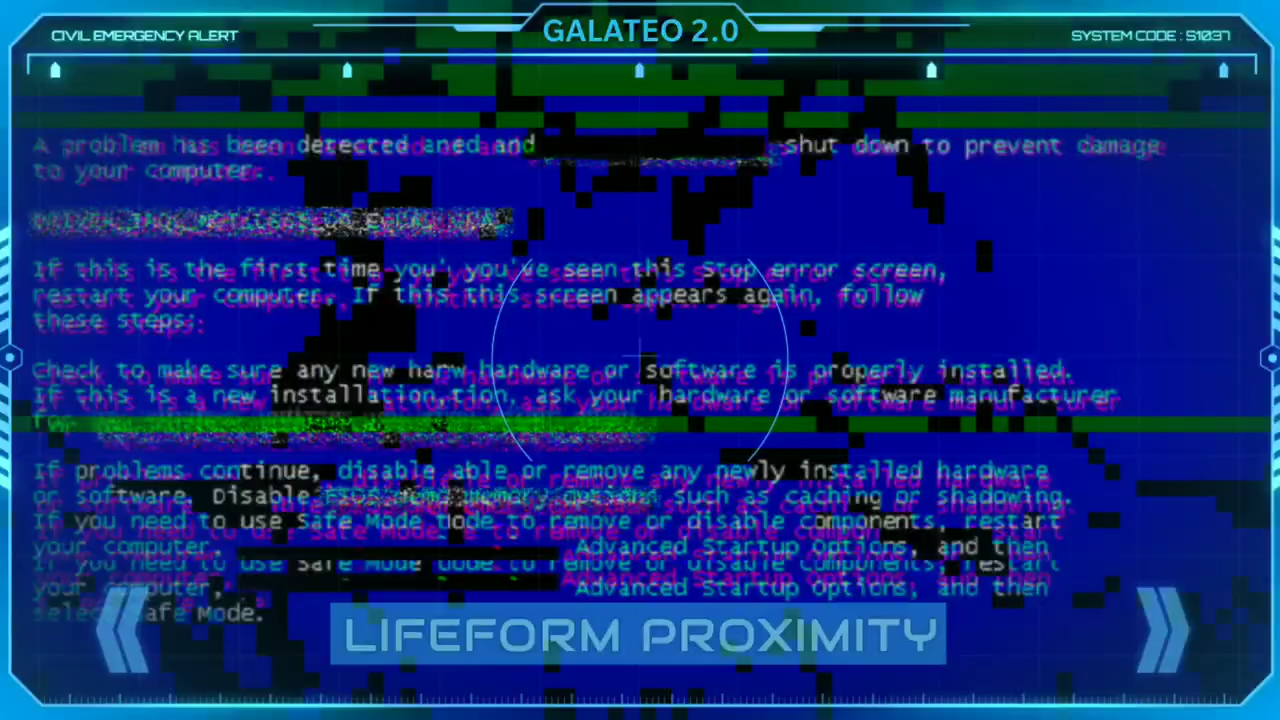 GALATEO 2.0
CIVIL EMERGENCY ALERT
SYSTEM CODE : S1037
A problem has been detected aned and shut down to prevent damage
to your computer.
If this is the first time you', you've seen this Stop error screen,
restart your computer. If this this screen appears again, follow
these steps:
Check to make sure any new harw hardware or software is properly installed.
If this is a new installation,tion, ask your hardware or software manufacturer
for
If problems continue, disable able or remove any newly installed hardware
or software. Disable memory options such as caching or shadowing.
If you need to use Safe Mode Mode to remove or disable components, restart
your computer, Advanced Startup Options, and then
If you need to use Safe Mode Mode to remove or disable components, restart
your computer, Advanced Startup Options, and then
select Safe Mode.
LIFEFORM PROXIMITY